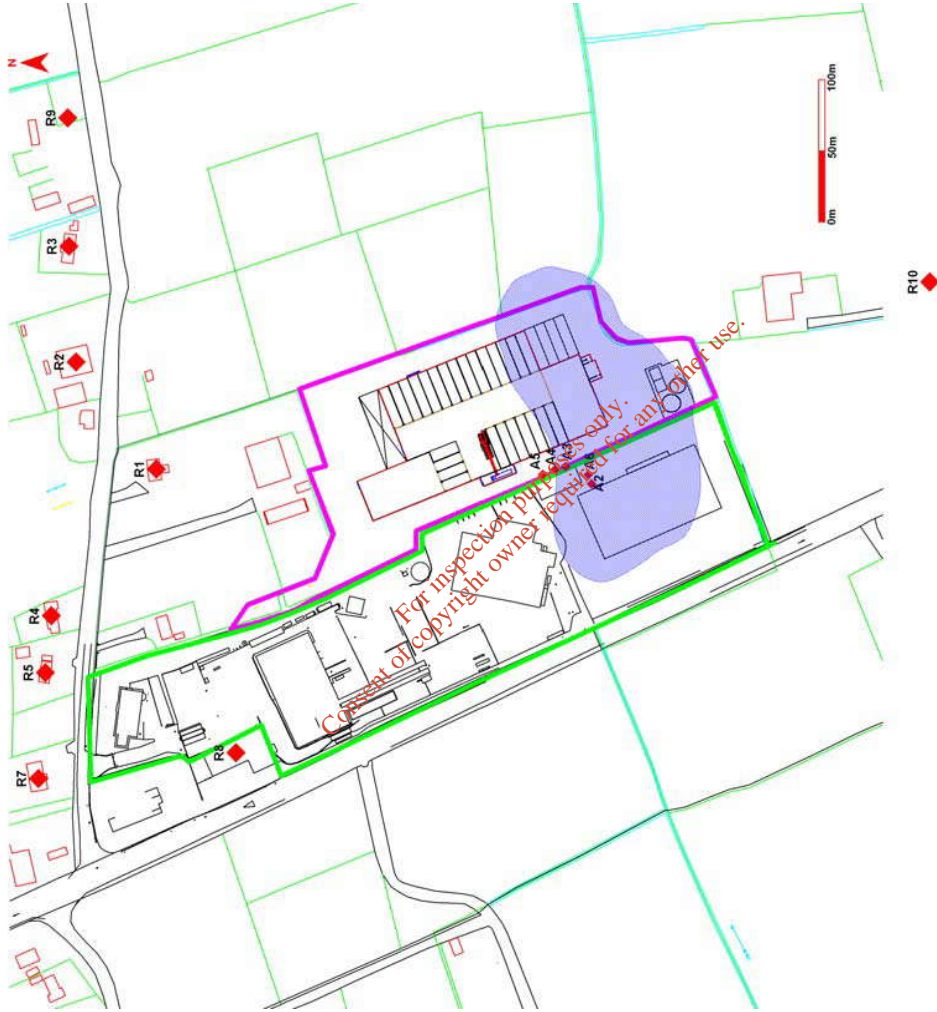 N
R9
R3
R2
R1
R4
R5
R7
R8
100m
50m
0m
R10
A5
A4
A3
A6
A2
For inspection purposes only.
Consent of copyright owner required for any other use.